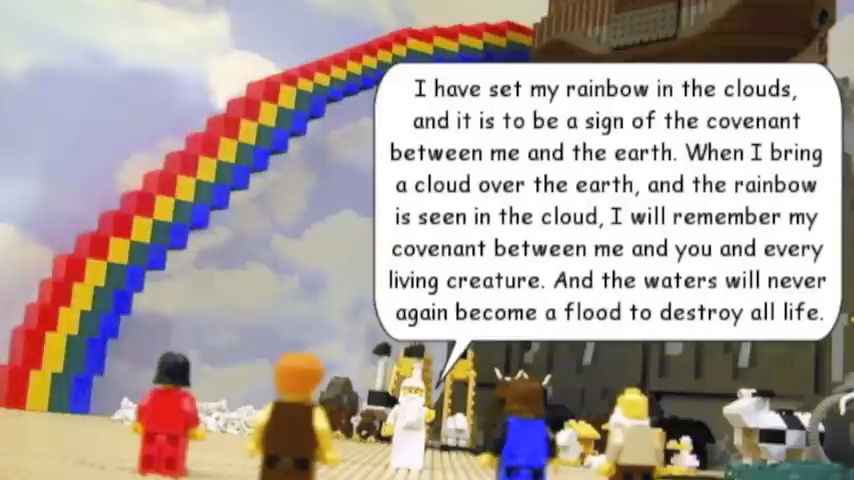 I have set my rainbow in the clouds,
and it is to be a sign of the covenant
between me and the earth. When I bring
a cloud over the earth, and the rainbow
is seen in the cloud, I will remember my
covenant between me and you and every
living creature. And the waters will never
again become a flood to destroy all life.